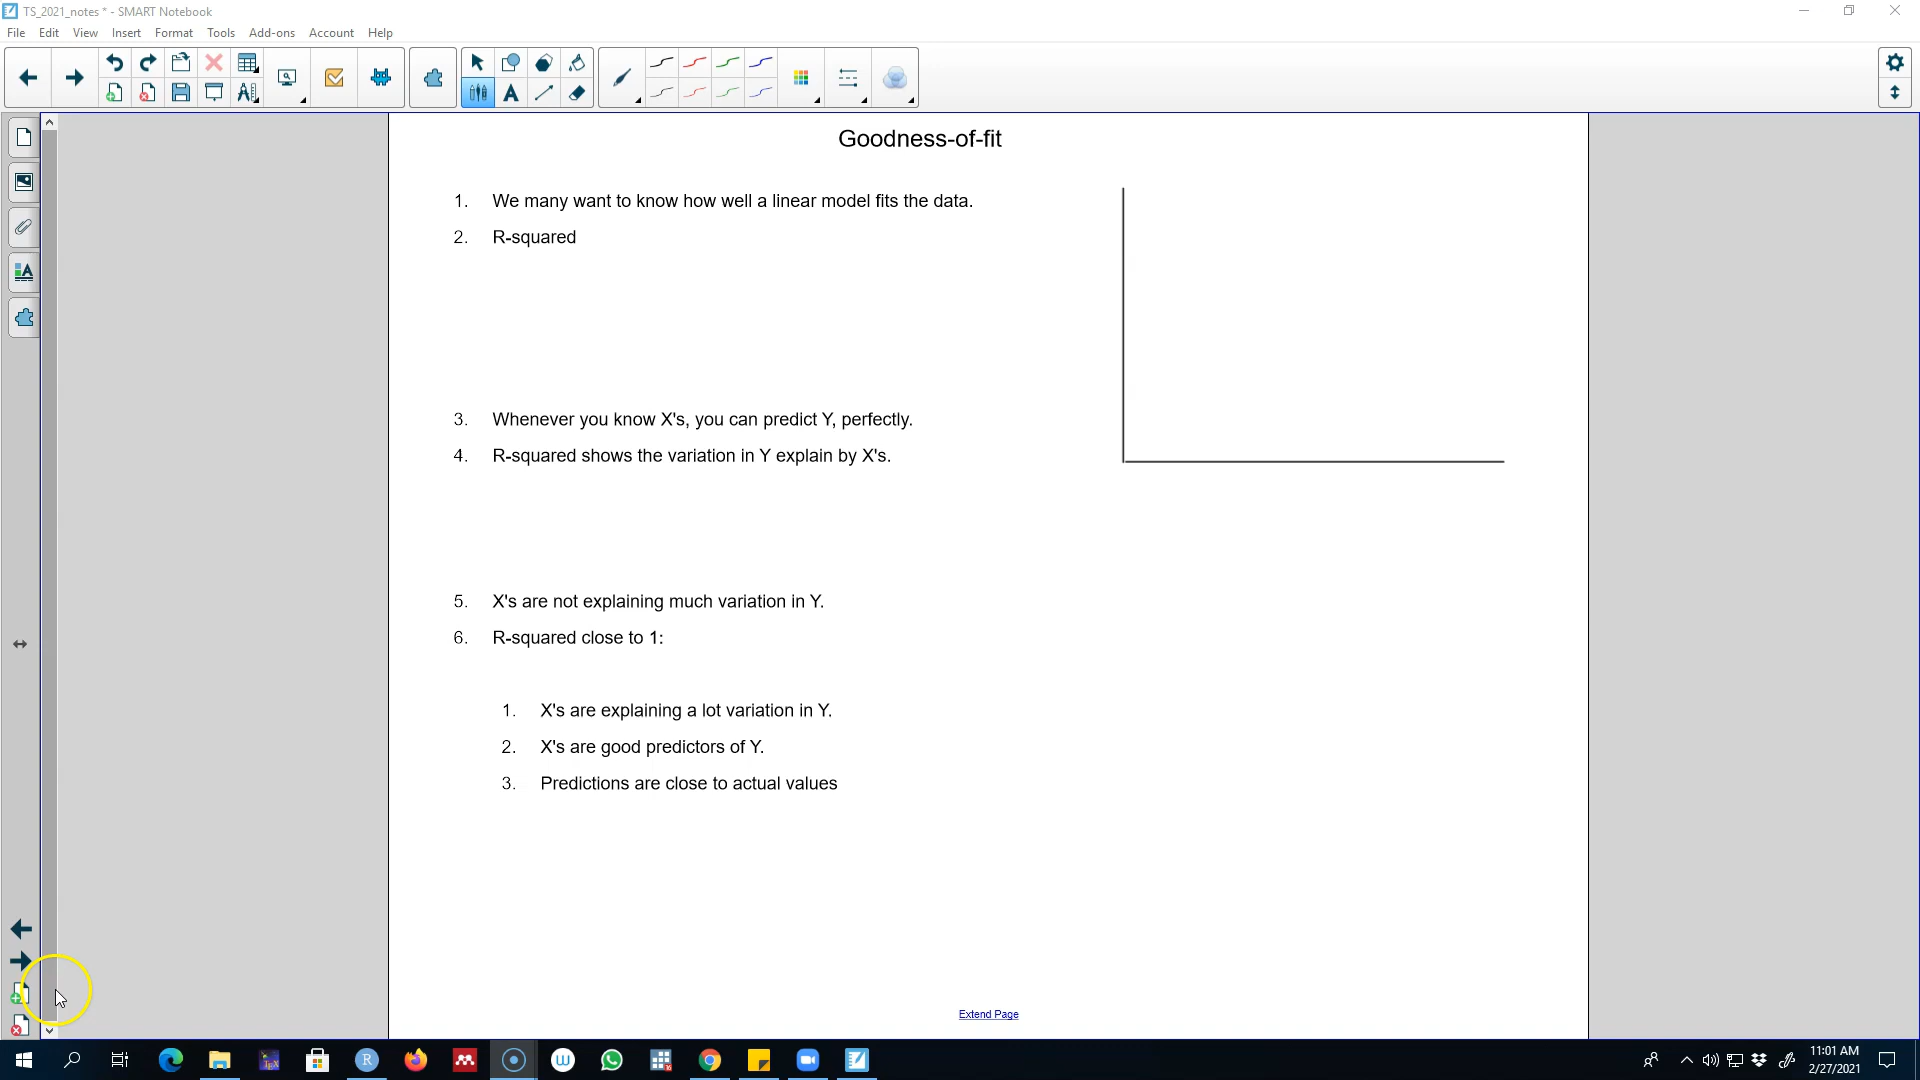 TS_2021_notes * - SMART Notebook
File Edit View Insert Format Tools Add-ons Account Help
Goodness-of-fit
1. We many want to know how well a linear model fits the data.
2. R-squared
3. Whenever you know X's, you can predict Y, perfectly.
4. R-squared shows the variation in Y explain by X's.
5. X's are not explaining much variation in Y.
6. R-squared close to 1:
1. X's are explaining a lot variation in Y.
2. X's are good predictors of Y.
3. Predictions are close to actual values
Extend Page
11:01 AM
2/27/2021